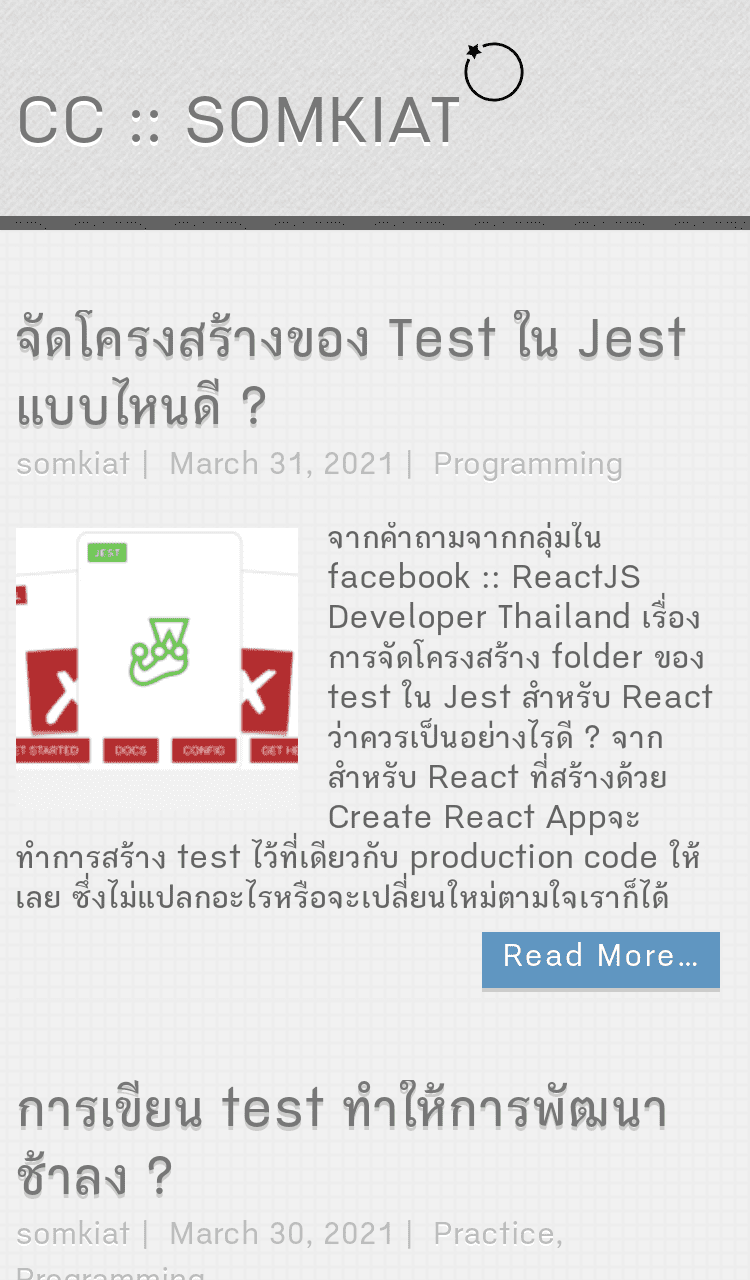 CC :: SOMKIAT
จัดโครงสร้างของ Test ใน Jest
แบบไหนดี ?
somkiat | March 31, 2021 | Programming
JEST
DOCS
CONFIG
จากคำถามจากกลุ่มใน
facebook :: ReactJS
Developer Thailand เรื่อง
การจัดโครงสร้าง folder ของ
test ใน Jest สำหรับ React
ว่าควรเป็นอย่างไรดี ? จาก
สำหรับ React ที่สร้างด้วย
Create React Appจะ
ทำการสร้าง test ไว้ที่เดียวกับ production code ให้
เลย ซึ่งไม่แปลกอะไรหรือจะเปลี่ยนใหม่ตามใจเราก็ได้
Read More…
การเขียน test ทำให้การพัฒนา
ช้าลง ?
somkiat | March 30, 2021 | Practice,
Programming